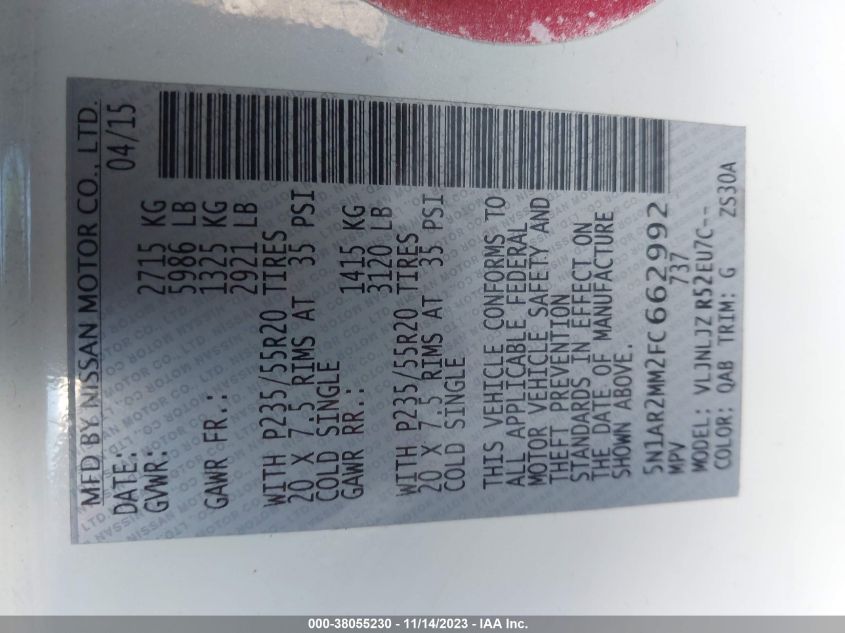 MFD BY NISSAN MOTOR CO., LTD.
DATE: 04/15
GVWR: 2715 KG
5986 LB
GAWR FR.: 1325 KG
2921 LB
WITH P235/55R20 TIRES
20 X 7.5 RIMS AT 35 PSI
COLD SINGLE
GAWR RR.: 1415 KG
3120 LB
WITH P235/55R20 TIRES
20 X 7.5 RIMS AT 35 PSI
COLD SINGLE
THIS VEHICLE CONFORMS TO
ALL APPLICABLE FEDERAL
MOTOR VEHICLE SAFETY AND
THEFT PREVENTION
STANDARDS IN EFFECT ON
THE DATE OF MANUFACTURE
SHOWN ABOVE.
5N1AR2MM2FC662992
MPV 737
MODEL: VLJNLJZ R52EU7C--
COLOR: QAB TRIM: G ZS30A
000-38055230 - 11/14/2023 - IAA Inc.